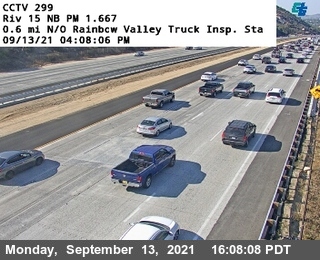 CCTV 299
Riv 15 NB PM 1.667
0.6 mi N/O Rainbcw Valley Truck Insp. Sta
09/13/21 04:08:06 PM
Monday, September 13, 2021 16:08:08 PDT